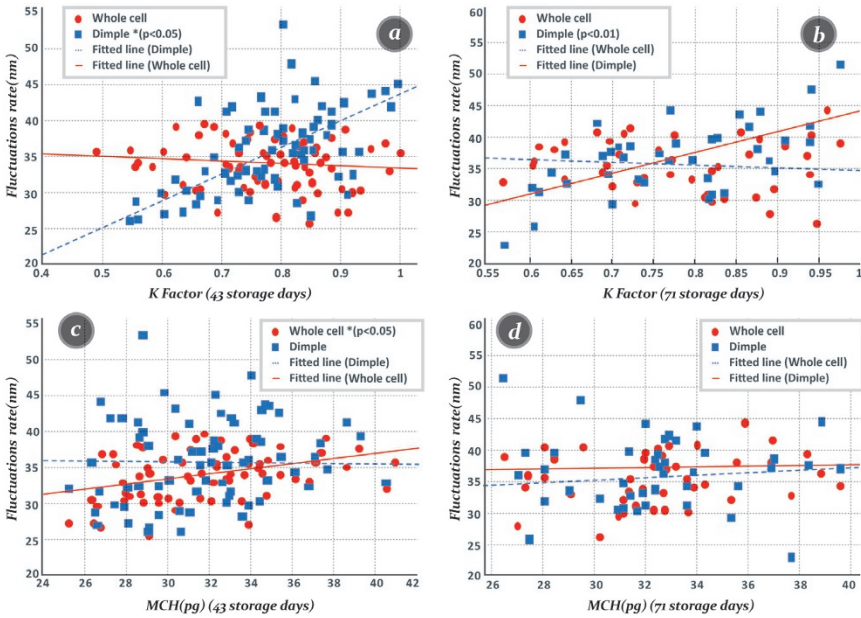 Whole cell
Dimple *(p<0.05)
Fitted line (Dimple)
Fitted line (Whole cell)
a
Fluctuations rate(nm)
55
50
45
40
35
30
25
20
0.4 0.5 0.6 0.7 0.8 0.9 1
K Factor (43 storage days)
Whole cell
Dimple (p<0.01)
Fitted line (Whole cell)
Fitted line (Dimple)
b
Fluctuations rate(nm)
60
55
50
45
40
35
30
25
20
0.55 0.6 0.65 0.7 0.75 0.8 0.85 0.9 0.95 1
K Factor (71 storage days)
c
Whole cell *(p<0.05)
Dimple
Fitted line (Dimple)
Fitted line (Whole cell)
Fluctuations rate(nm)
55
50
45
40
35
30
25
20
24 26 28 30 32 34 36 38 40 42
MCH(pg) (43 storage days)
d
Whole cell
Dimple
Fitted line (Whole cell)
Fitted line (Dimple)
Fluctuations rate(nm)
60
55
50
45
40
35
30
25
20
26 28 30 32 34 36 38 40
MCH(pg) (71 storage days)